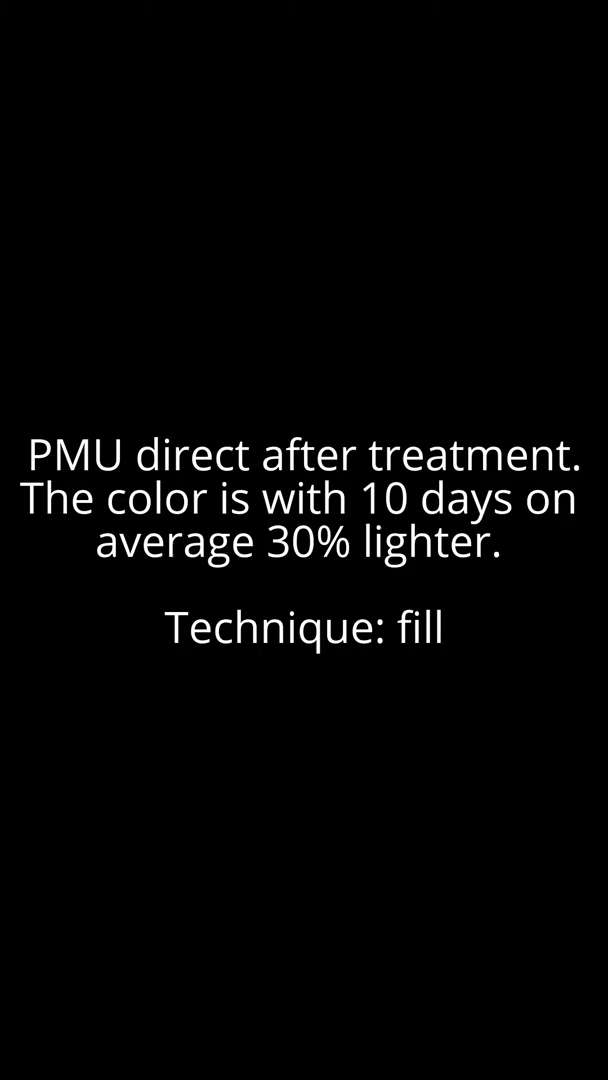 PMU direct after treatment.
The color is with 10 days on
average 30% lighter.
Technique: fill